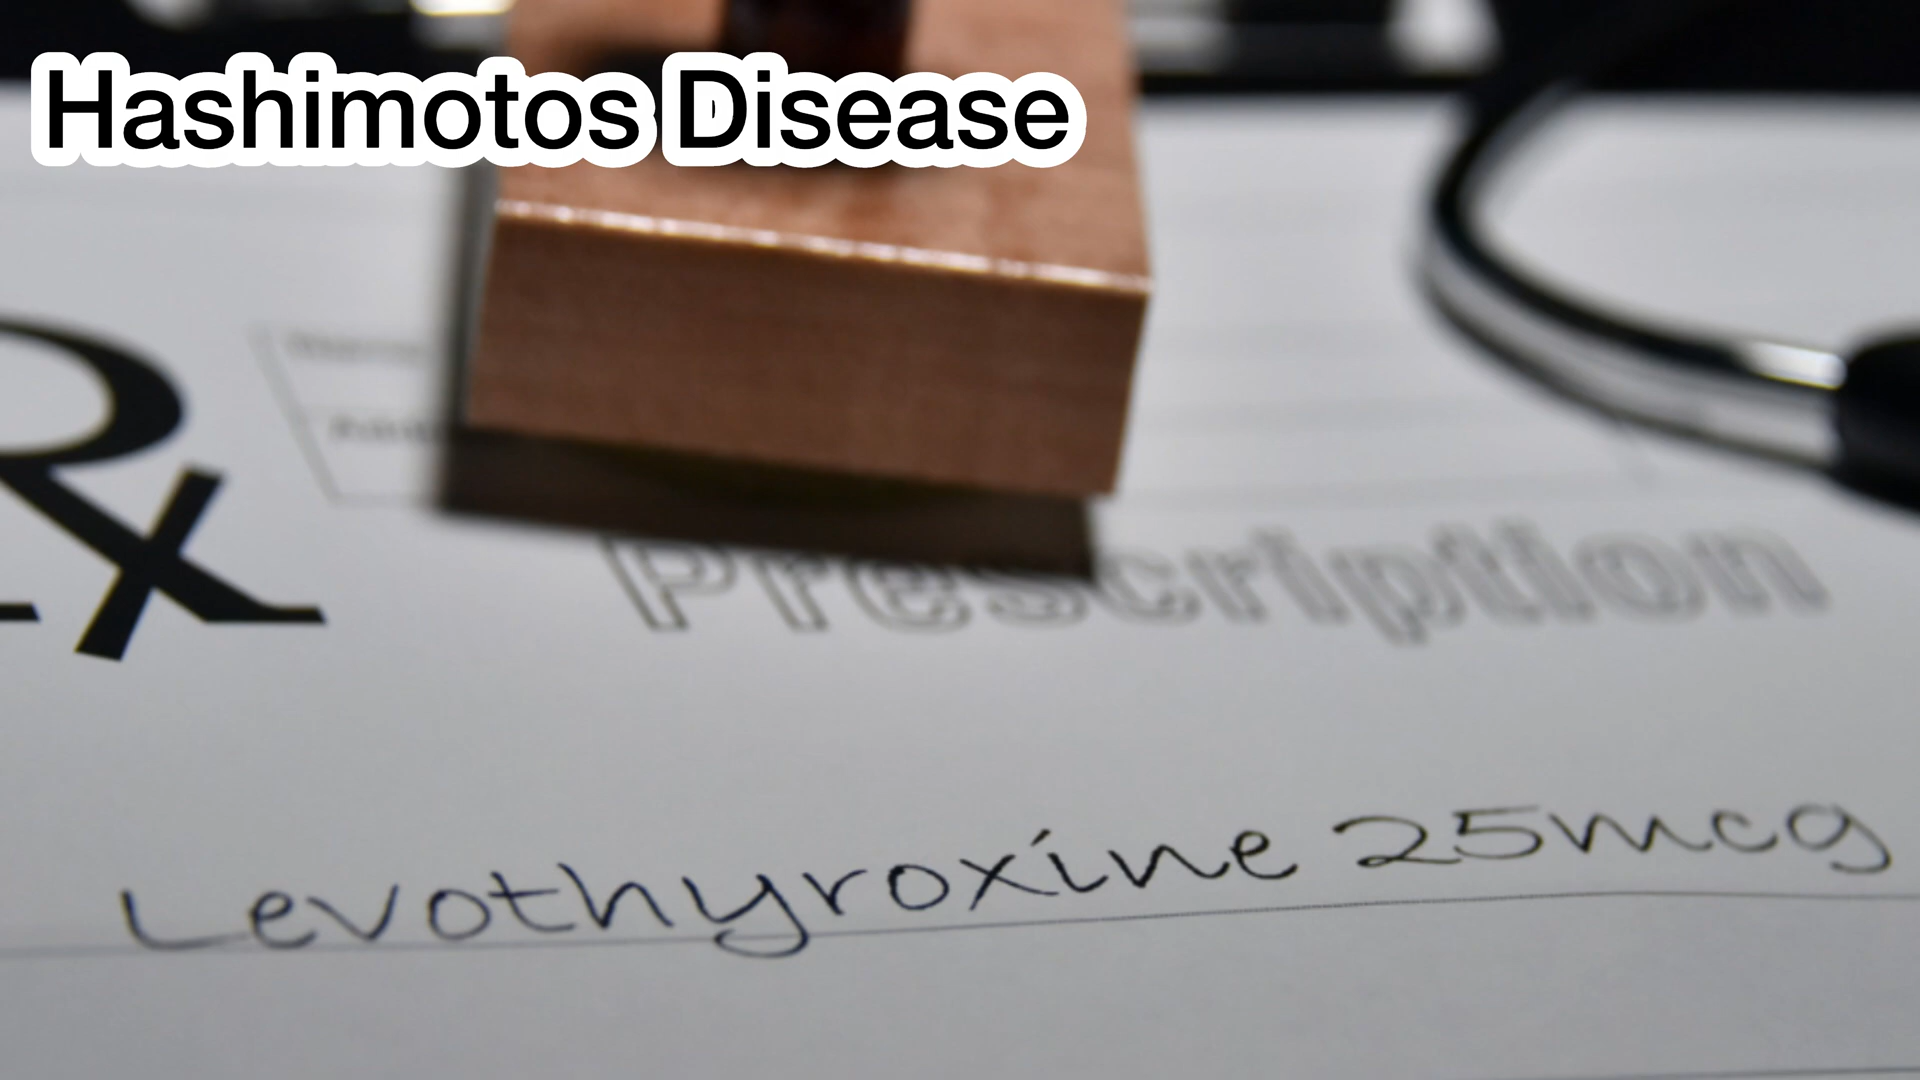 Hashimotos Disease
Rx
Prescription
Levothyroxine 25mcg